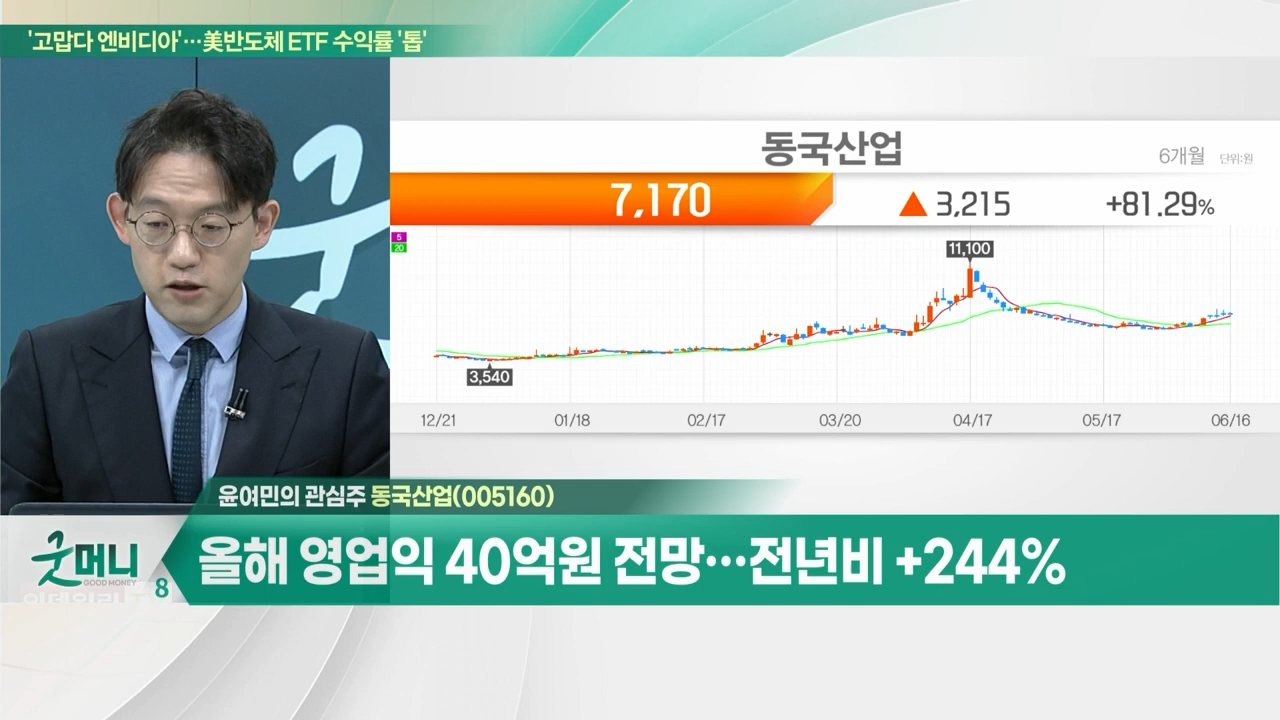 '고맙다 엔비디아'…美반도체 ETF 수익률 '톱'
동국산업
6개월 단위:원
7,170 ▲ 3,215 +81.29%
5
20
11,100
3,540
12/21 01/18 02/17 03/20 04/17 05/17 06/16
윤여민의 관심주 동국산업(005160)
굿머니
GOOD MONEY
8
올해 영업익 40억원 전망…전년비 +244%